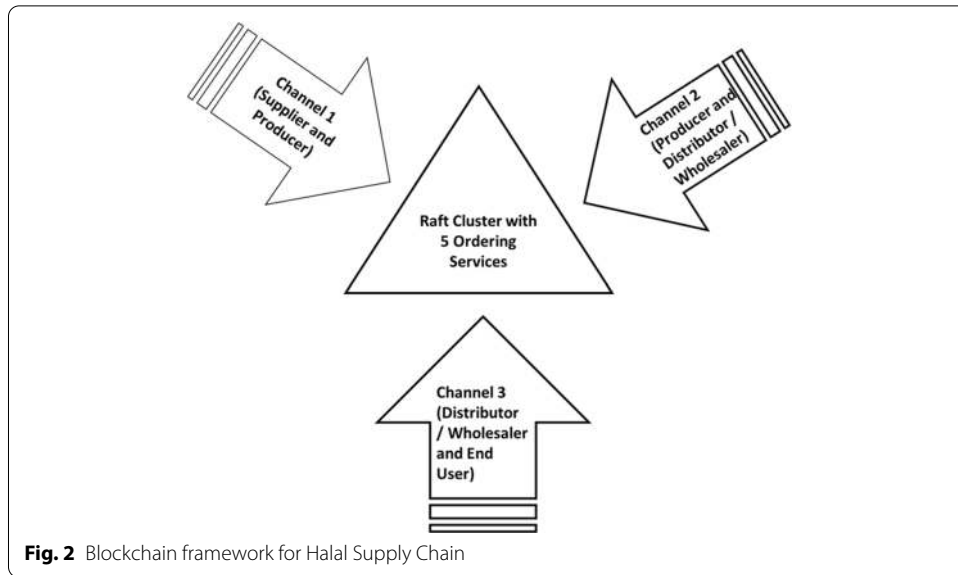 Channel 1
(Supplier and
Producer)
Channel 2
(Producer and
Distributor /
Wholesaler)
Raft Cluster with
5 Ordering
Services
Channel 3
(Distributor
/ Wholesaler
and End
User)
Fig. 2 Blockchain framework for Halal Supply Chain